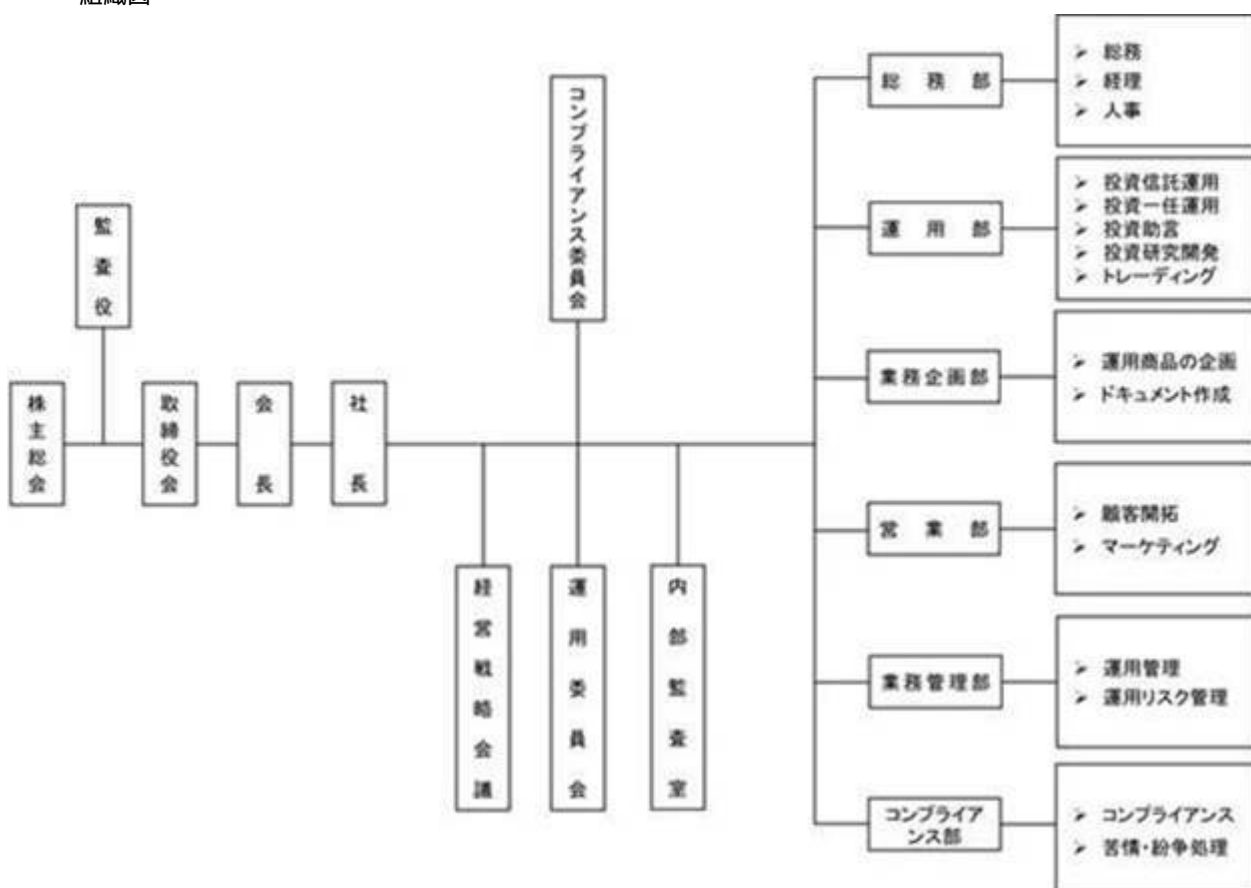 組織図
コンプライアンス委員会
監査役
株主総会
取締役会
会長
社長
経営戦略会議
運用委員会
内部監査室
総務部
➢ 総務
➢ 経理
➢ 人事
運用部
➢ 投資信託運用
➢ 投資一任運用
➢ 投資助言
➢ 投資研究開発
➢ トレーディング
業務企画部
➢ 運用商品の企画
➢ ドキュメント作成
営業部
➢ 顧客開拓
➢ マーケティング
業務管理部
➢ 運用管理
➢ 運用リスク管理
コンプライア
ンス部
➢ コンプライアンス
➢ 苦情・紛争処理